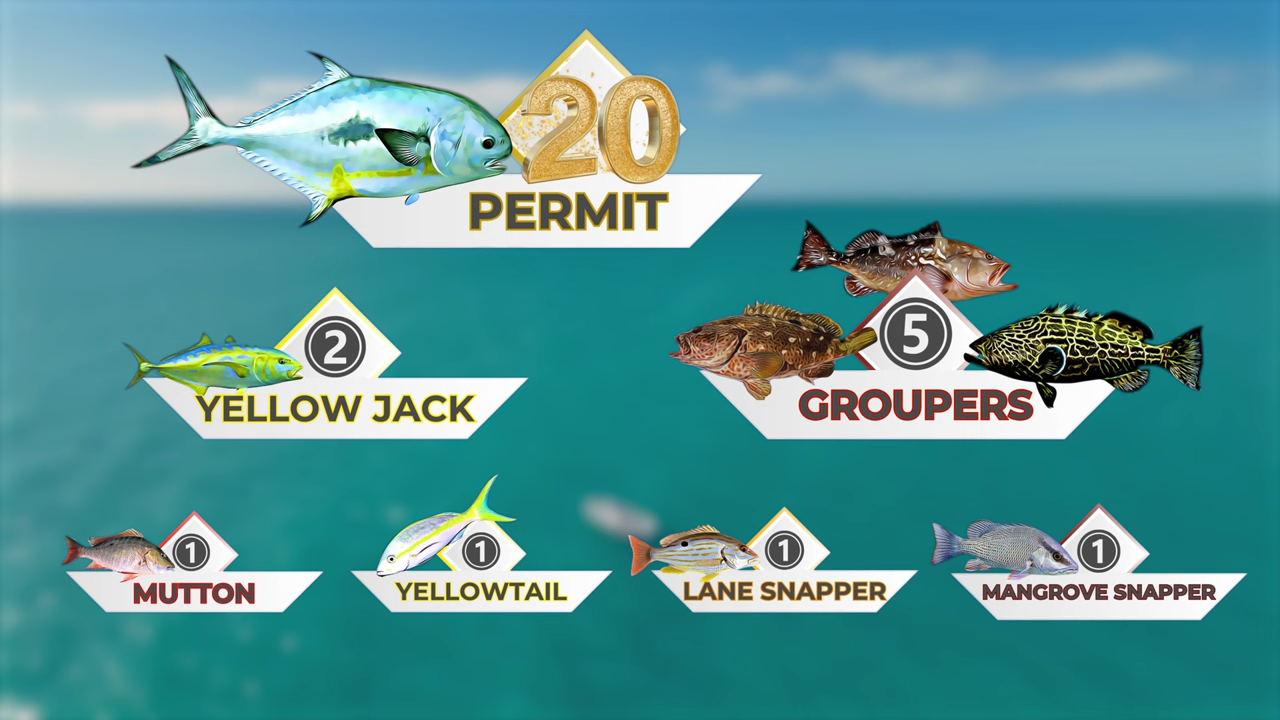 20
PERMIT
2
YELLOW JACK
5
GROUPERS
1
MUTTON
1
YELLOWTAIL
1
LANE SNAPPER
1
MANGROVE SNAPPER